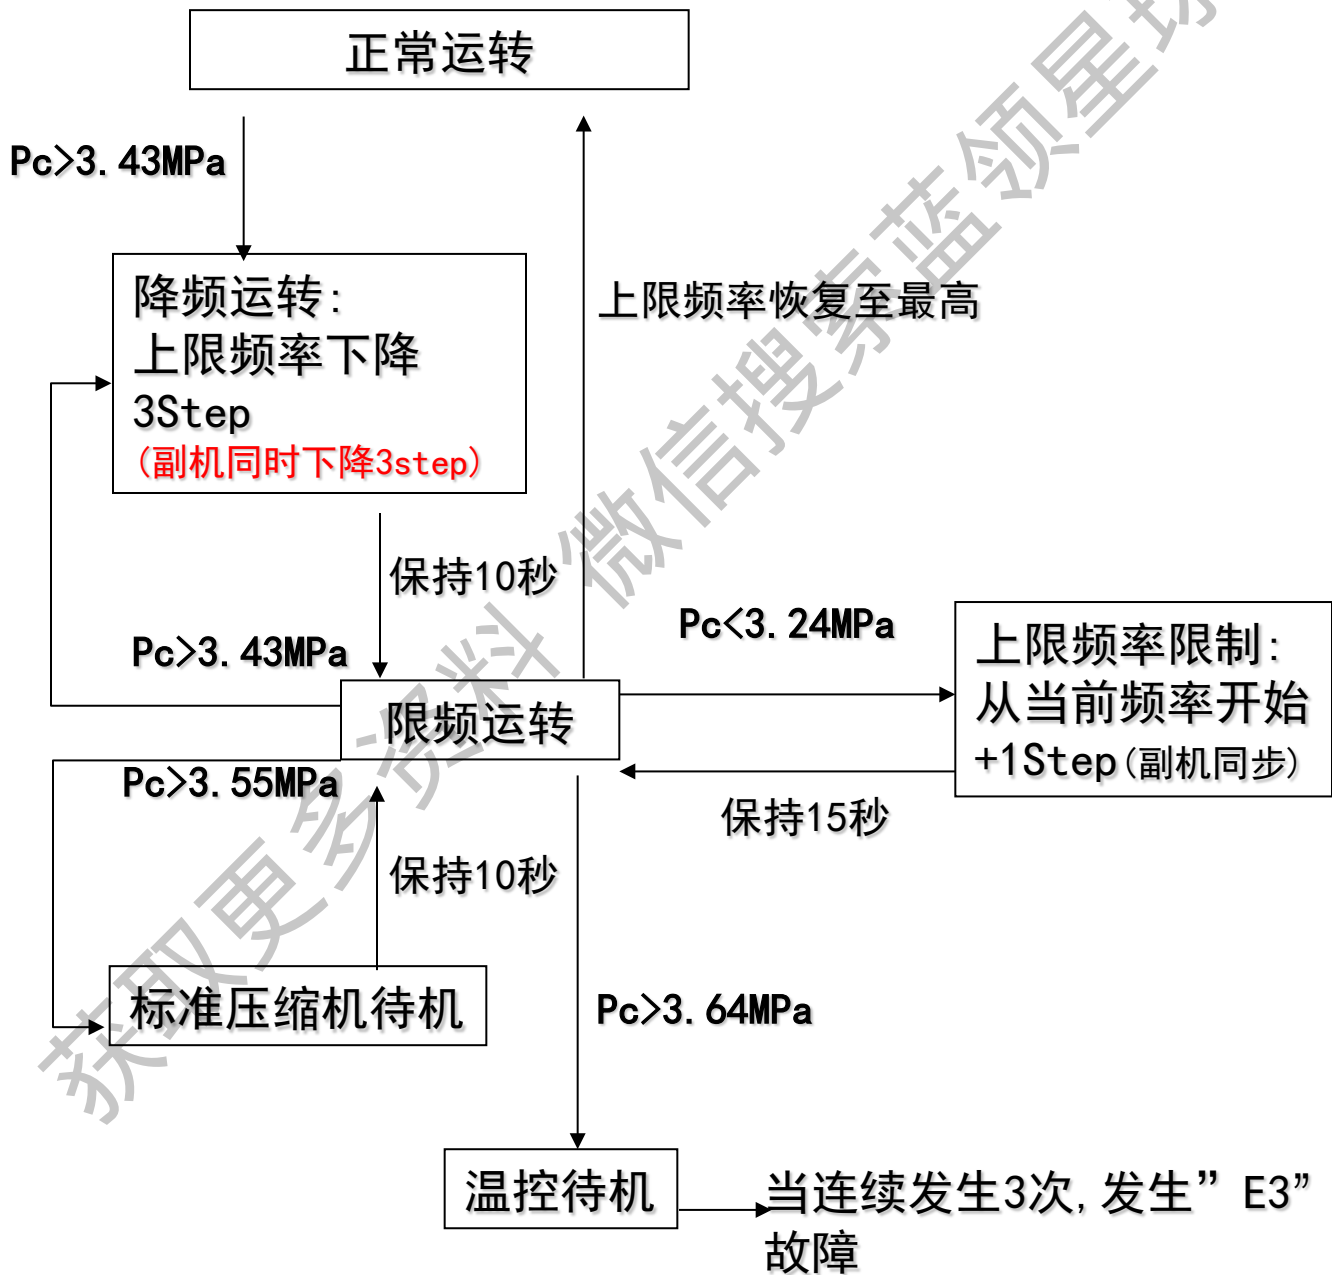 正常运转
Pc>3.43MPa
降频运转:
上限频率下降
3Step
(副机同时下降3step)
上限频率恢复至最高
保持10秒
Pc>3.43MPa
Pc<3.24MPa
上限频率限制:
从当前频率开始
+1Step(副机同步)
限频运转
Pc>3.55MPa
保持15秒
保持10秒
标准压缩机待机
Pc>3.64MPa
温控待机
当连续发生3次,发生”E3”
故障
获取更多资料 微信搜索蓝领星球